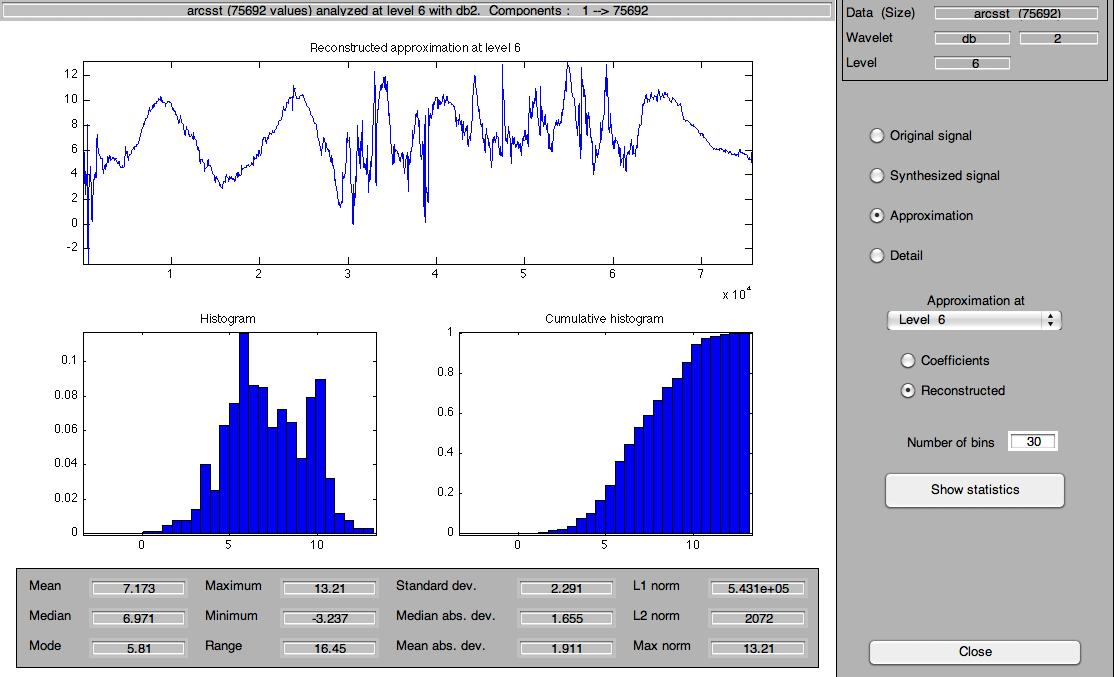 arcsst (75692 values) analyzed at level 6 with db2. Components : 1 --> 75692
Reconstructed approximation at level 6
12
10
8
6
4
2
0
-2
1 2 3 4 5 6 7
x 10^4
Histogram
0.1
0.08
0.06
0.04
0.02
0
0 5 10
Cumulative histogram
1
0.8
0.6
0.4
0.2
0
0 5 10
Mean 7.173 Maximum 13.21 Standard dev. 2.291 L1 norm 5.431e+05
Median 6.971 Minimum -3.237 Median abs. dev. 1.655 L2 norm 2072
Mode 5.81 Range 16.45 Mean abs. dev. 1.911 Max norm 13.21
Data (Size) arcsst (75692)
Wavelet db 2
Level 6
Original signal
Synthesized signal
Approximation
Detail
Approximation at
Level 6
Coefficients
Reconstructed
Number of bins 30
Show statistics
Close